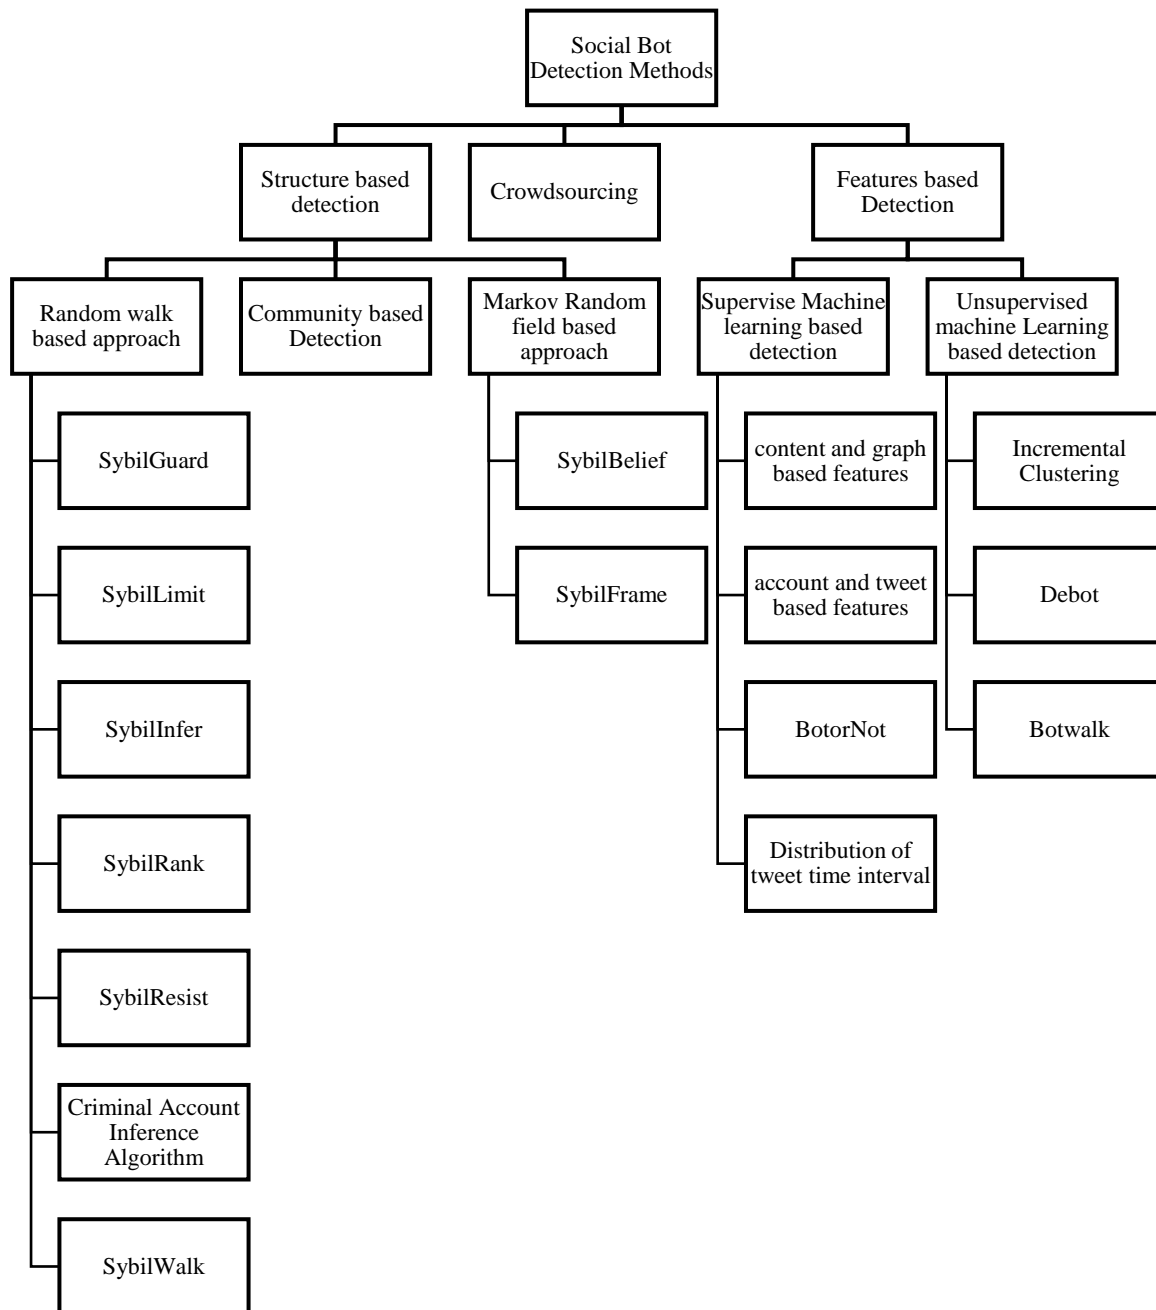 Social Bot
Detection Methods
Structure based
detection
Crowdsourcing
Features based
Detection
Random walk
based approach
Community based
Detection
Markov Random
field based
approach
Supervise Machine
learning based
detection
Unsupervised
machine Learning
based detection
SybilGuard
SybilLimit
SybilInfer
SybilRank
SybilResist
Criminal Account
Inference
Algorithm
SybilWalk
SybilBelief
SybilFrame
content and graph
based features
account and tweet
based features
BotorNot
Distribution of
tweet time interval
Incremental
Clustering
Debot
Botwalk